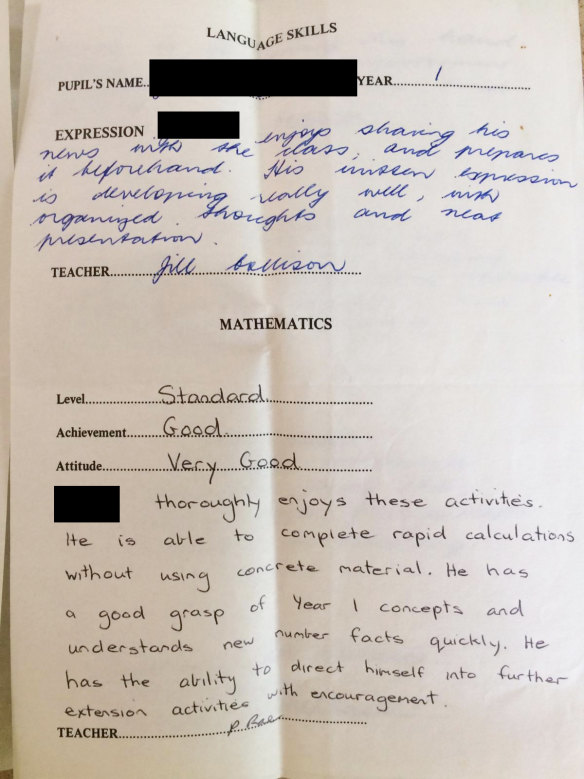 LANGUAGE SKILLS
PUPIL'S NAME YEAR 1
EXPRESSION enjoys sharing his
news with the class, and prepares
it beforehand. His written expression
is developing really well, with
organized thoughts and neat
presentation.
TEACHER Jill
MATHEMATICS
Level Standard
Achievement Good
Attitude Very Good
thoroughly enjoys these activities.
He is able to complete rapid calculations
without using concrete material. He has
a good grasp of Year 1 concepts and
understands new number facts quickly. He
has the ability to direct himself into further
extension activities with encouragement.
TEACHER P.